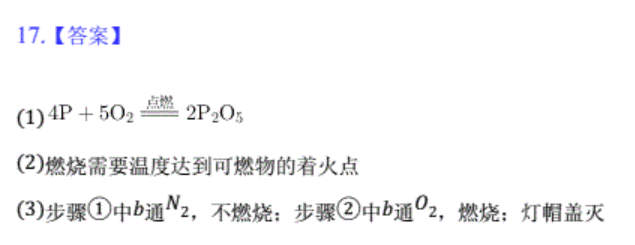 17.【答案】
(1) 4P + 5O₂ 点燃 ══ 2P₂O₅
(2)燃烧需要温度达到可燃物的着火点
(3)步骤①中b通N₂，不燃烧；步骤②中b通O₂，燃烧；灯帽盖灭